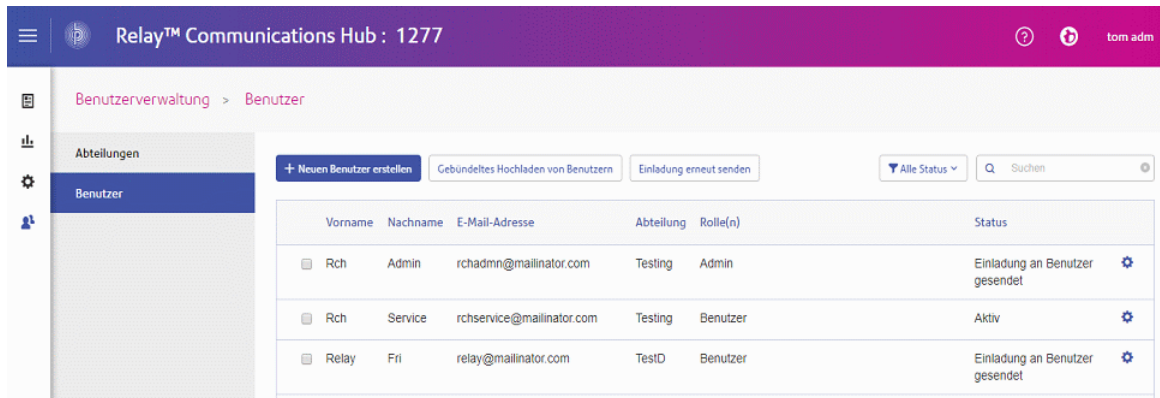 Relay™ Communications Hub : 1277
tom adm
Benutzerverwaltung > Benutzer
Abteilungen
Benutzer
+ Neuen Benutzer erstellen
Gebündeltes Hochladen von Benutzern
Einladung erneut senden
Alle Status
Suchen
Vorname Nachname E-Mail-Adresse Abteilung Rolle(n) Status
Rch Admin rchadmn@mailinator.com Testing Admin Einladung an Benutzer
gesendet
Rch Service rchservice@mailinator.com Testing Benutzer Aktiv
Relay Fri relay@mailinator.com TestD Benutzer Einladung an Benutzer
gesendet